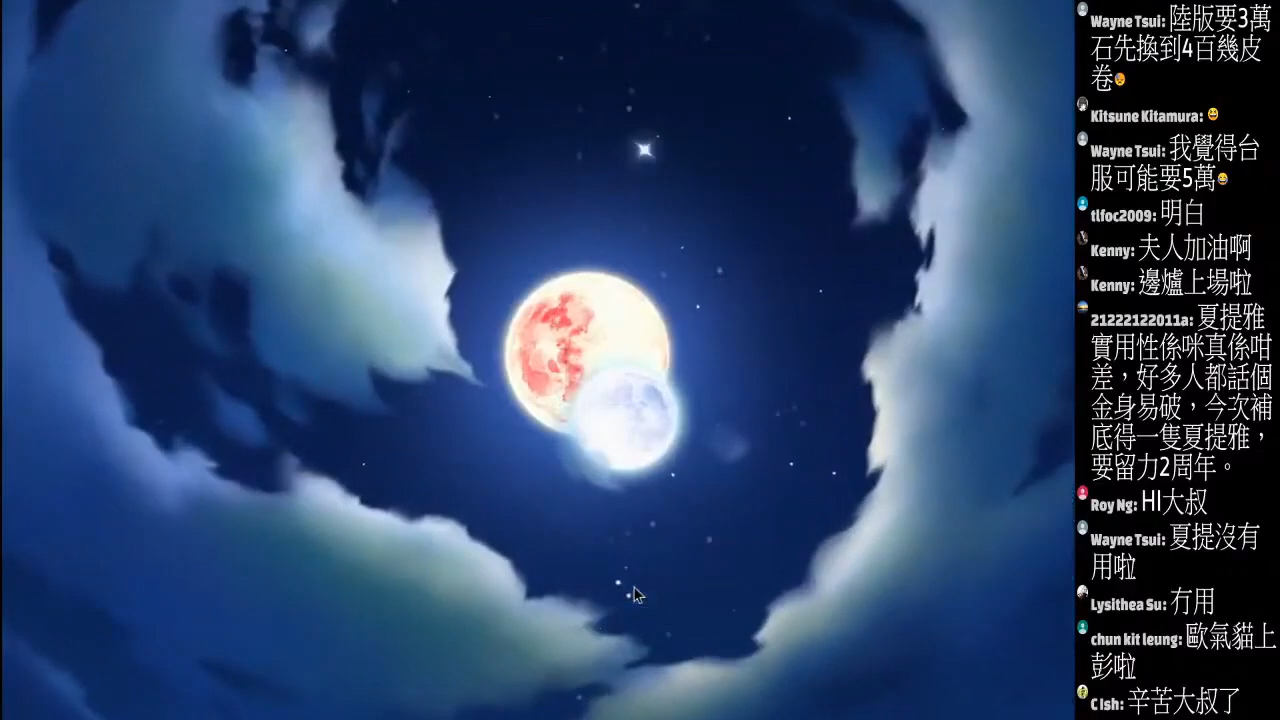 Wayne Tsui: 陸版要3萬
石先換到4百幾皮
卷
Kitsune Kitamura:
Wayne Tsui: 我覺得台
服可能要5萬
tlfoc2009: 明白
Kenny: 夫人加油啊
Kenny: 邊爐上場啦
21222122011a: 夏提雅
實用性係咪真係咁
差，好多人都話個
金身易破，今次補
底得一隻夏提雅，
要留力2周年。
Roy Ng: HI大叔
Wayne Tsui: 夏提沒有
用啦
Lysithea Su: 冇用
chun kit leung: 歐氣貓上
彭啦
C Ish: 辛苦大叔了